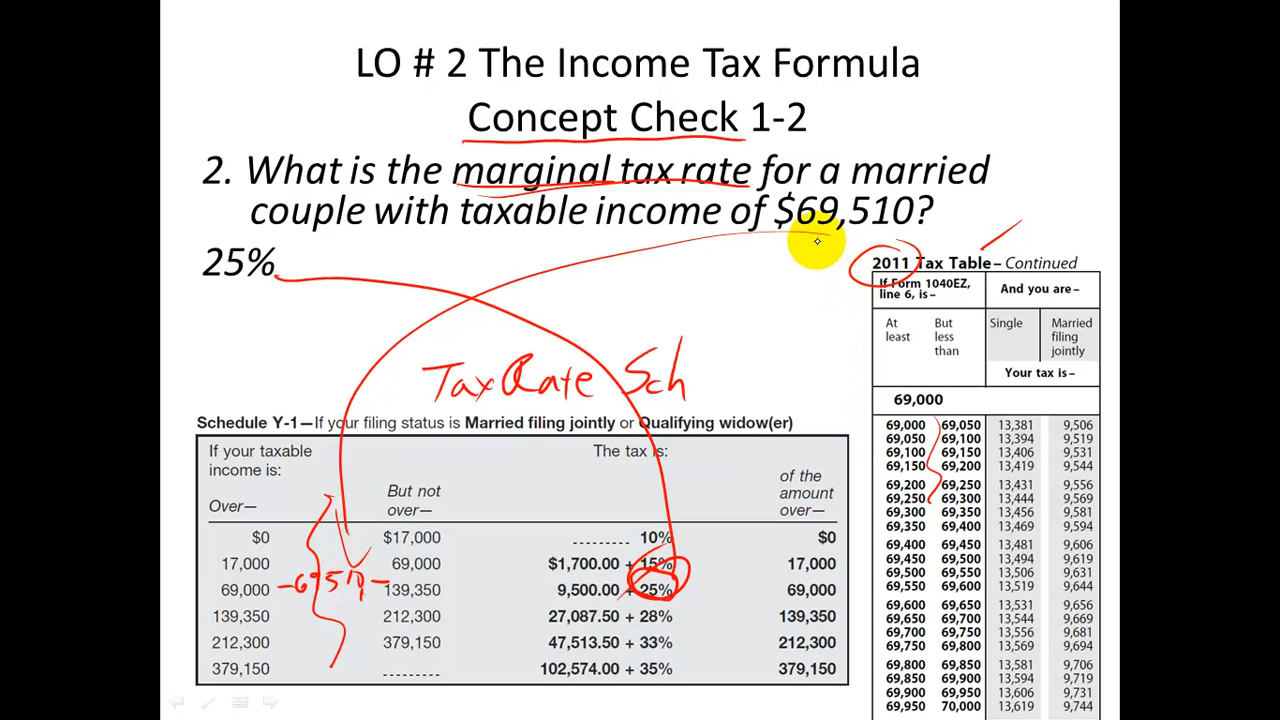 LO # 2 The Income Tax Formula
Concept Check 1-2
2. What is the marginal tax rate for a married
couple with taxable income of $69,510?
25%
Tax Rate Sch
Schedule Y-1—If your filing status is Married filing jointly or Qualifying widow(er)
If your taxable
income is:
The tax is:
Over—
But not
over—
of the
amount
over—
$0 $17,000 ......... 10% $0
17,000 69,000 $1,700.00 + 15% 17,000
69,000 -69510- 139,350 9,500.00 + 25% 69,000
139,350 212,300 27,087.50 + 28% 139,350
212,300 379,150 47,513.50 + 33% 212,300
379,150 ......... 102,574.00 + 35% 379,150
2011 Tax Table– Continued
If Form 1040EZ,
line 6, is–
And you are–
At
least
But
less
than
Single
Married
filing
jointly
Your tax is–
69,000
69,000 69,050 13,381 9,506
69,050 69,100 13,394 9,519
69,100 69,150 13,406 9,531
69,150 69,200 13,419 9,544
69,200 69,250 13,431 9,556
69,250 69,300 13,444 9,569
69,300 69,350 13,456 9,581
69,350 69,400 13,469 9,594
69,400 69,450 13,481 9,606
69,450 69,500 13,494 9,619
69,500 69,550 13,506 9,631
69,550 69,600 13,519 9,644
69,600 69,650 13,531 9,656
69,650 69,700 13,544 9,669
69,700 69,750 13,556 9,681
69,750 69,800 13,569 9,694
69,800 69,850 13,581 9,706
69,850 69,900 13,594 9,719
69,900 69,950 13,606 9,731
69,950 70,000 13,619 9,744